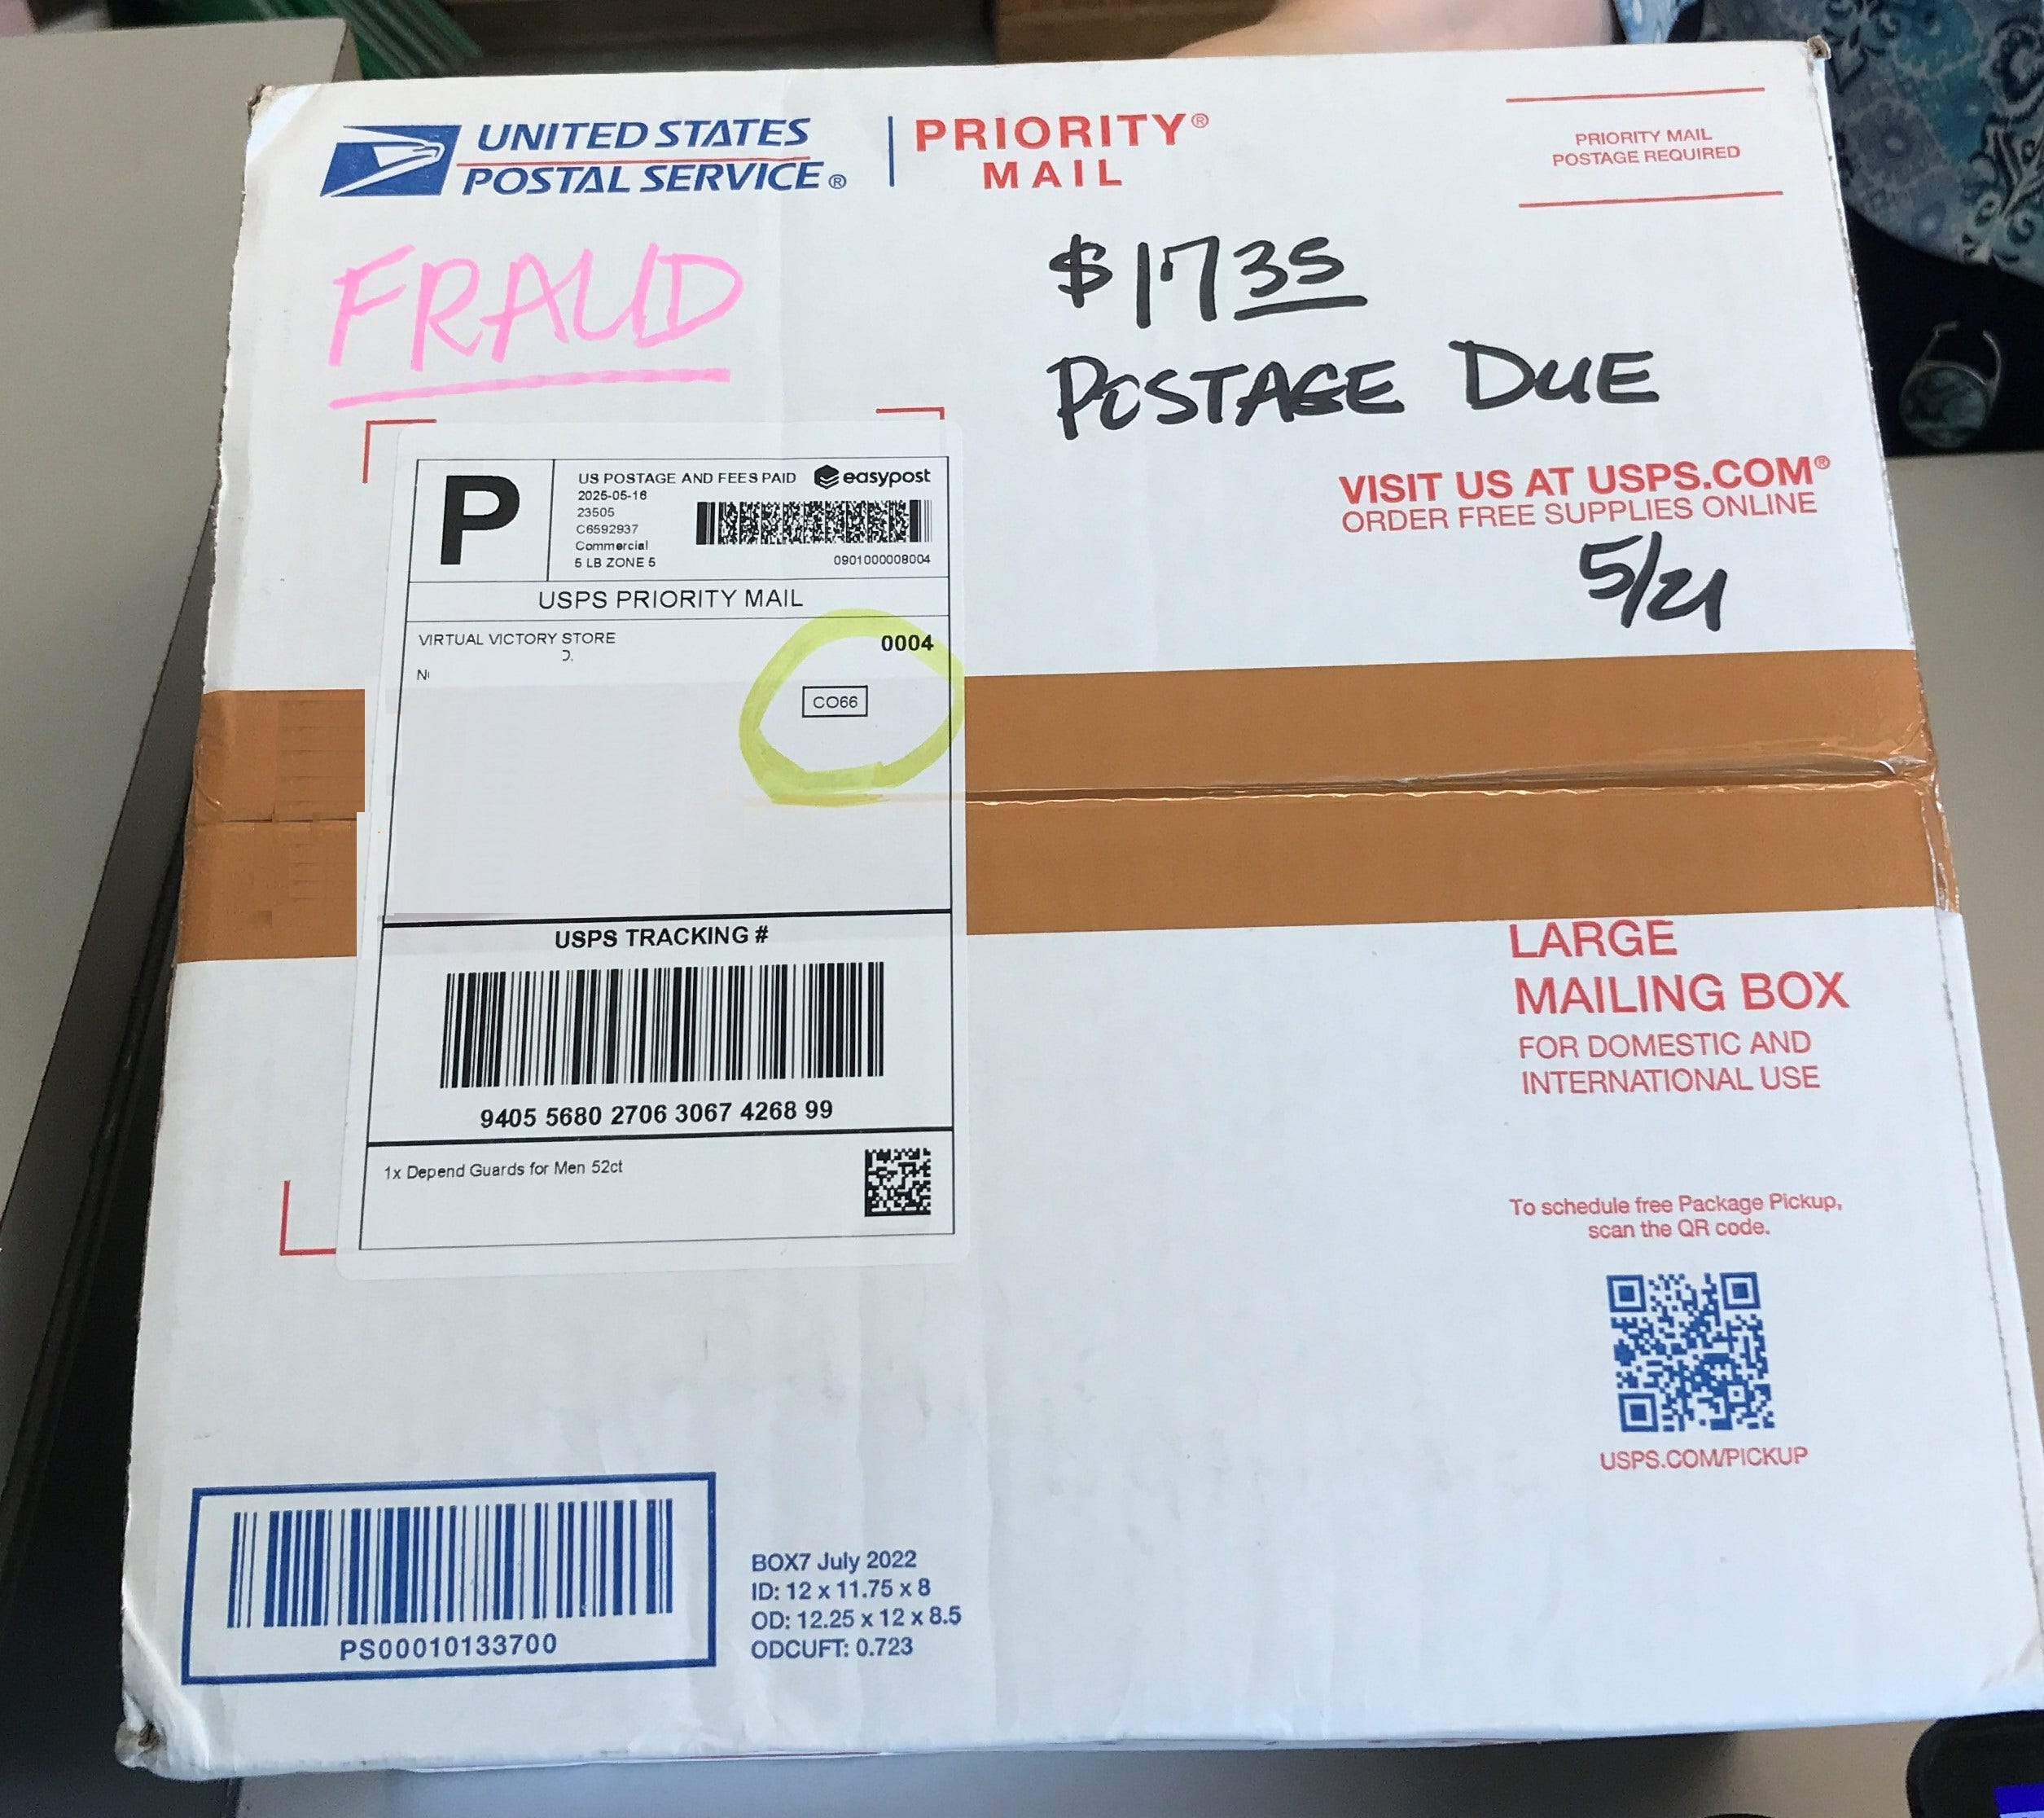 UNITED STATES
POSTAL SERVICE®
PRIORITY®
MAIL
PRIORITY MAIL
POSTAGE REQUIRED
FRAUD
$17 35
POSTAGE DUE
VISIT US AT USPS.COM®
ORDER FREE SUPPLIES ONLINE
5/21
P
US POSTAGE AND FEES PAID
easypost
2025-05-16
23505
C6592937
Commercial
5 LB ZONE 5
0901000008004
USPS PRIORITY MAIL
VIRTUAL VICTORY STORE
0004
CO66
USPS TRACKING #
9405 5680 2706 3067 4268 99
1x Depend Guards for Men 52ct
LARGE
MAILING BOX
FOR DOMESTIC AND
INTERNATIONAL USE
To schedule free Package Pickup,
scan the QR code.
USPS.COM/PICKUP
PS00010133700
BOX7 July 2022
ID: 12 x 11.75 x 8
OD: 12.25 x 12 x 8.5
ODCUFT: 0.723